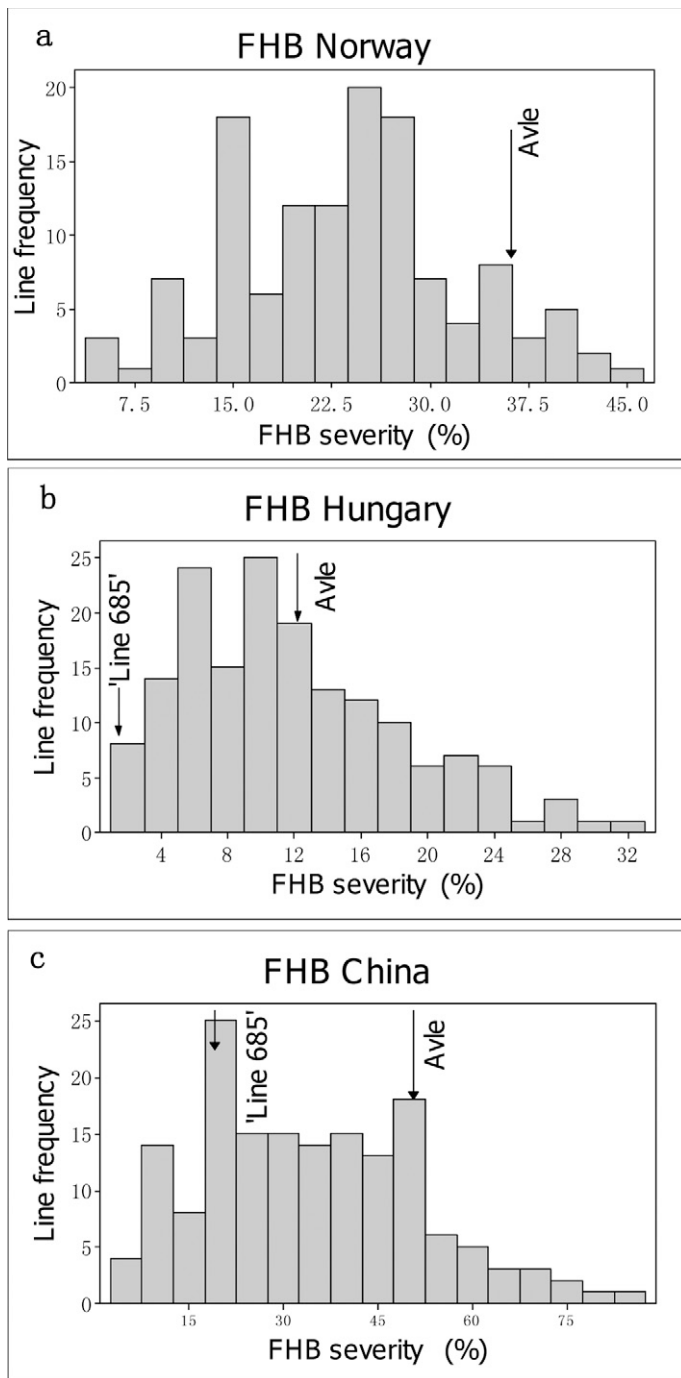 a
FHB Norway
Line frequency
20
15
10
5
0
Avle
7.5 15.0 22.5 30.0 37.5 45.0
FHB severity (%)
b
FHB Hungary
Line frequency
25
20
15
10
5
0
'Line 685'
Avle
4 8 12 16 20 24 28 32
FHB severity (%)
c
FHB China
Line frequency
25
20
15
10
5
0
'Line 685'
Avle
15 30 45 60 75
FHB severity (%)